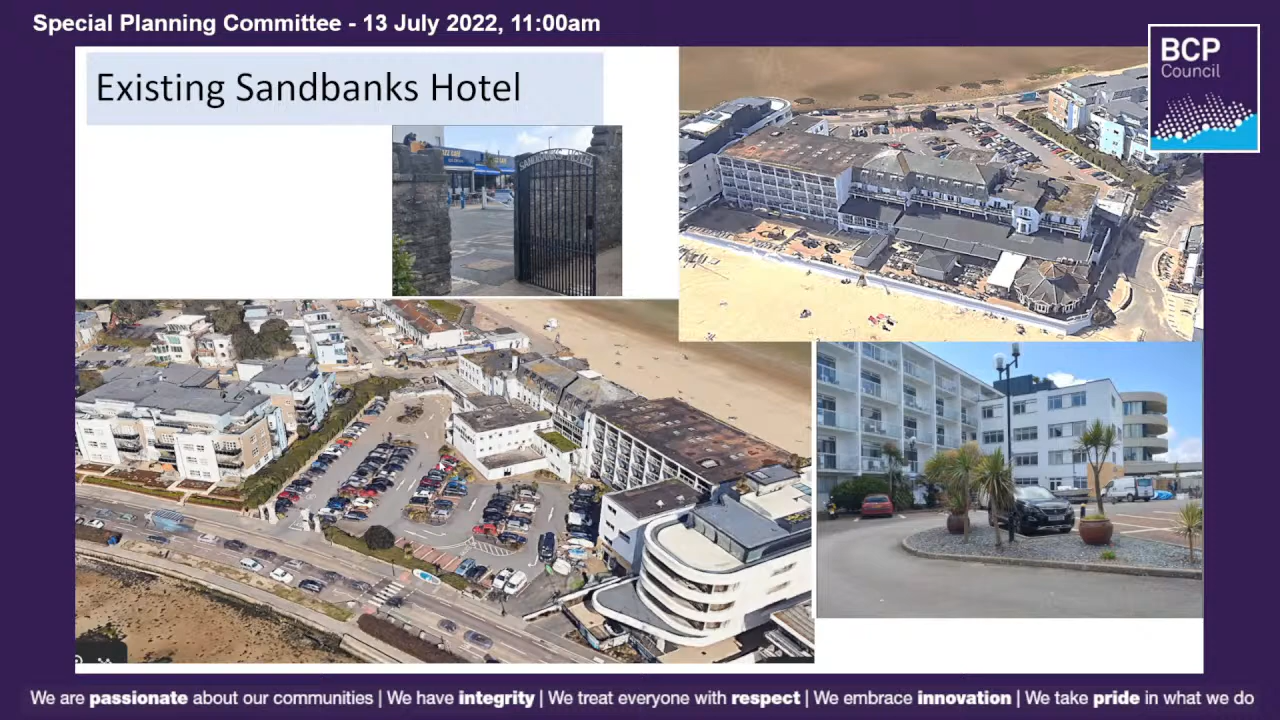 Special Planning Committee - 13 July 2022, 11:00am
BCP
Council
Existing Sandbanks Hotel
We are passionate about our communities | We have integrity | We treat everyone with respect | We embrace innovation | We take pride in what we do